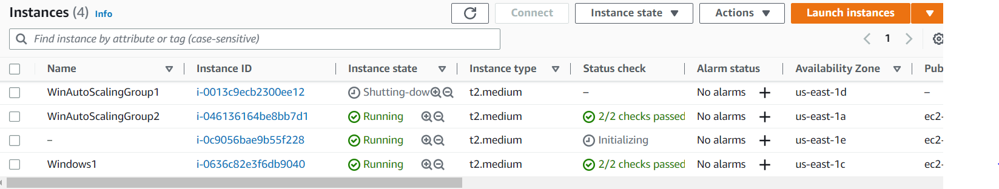 Instances (4) Info Connect Instance state Actions Launch instances
Find instance by attribute or tag (case-sensitive) 1
Name Instance ID Instance state Instance type Status check Alarm status Availability Zone Pub
WinAutoScalingGroup1 i-0013c9ecb2300ee12 Shutting-dow t2.medium – No alarms + us-east-1d –
WinAutoScalingGroup2 i-046136164be8bb7d1 Running t2.medium 2/2 checks passed No alarms + us-east-1a ec2-
– i-0c9056bae9b55f228 Running t2.medium Initializing No alarms + us-east-1e ec2-
Windows1 i-0636c82e3f6db9040 Running t2.medium 2/2 checks passed No alarms + us-east-1c ec2-